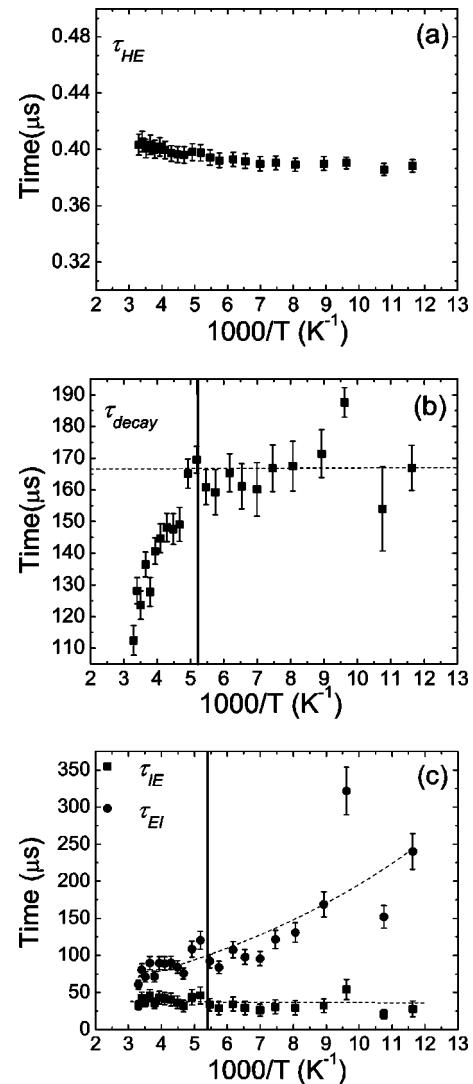 (a)
τHE
0.48
0.44
0.40
0.36
0.32
Time(μs)
2 3 4 5 6 7 8 9 10 11 12 13
1000/T (K⁻¹)
(b)
τdecay
190
180
170
160
150
140
130
120
110
Time(μs)
2 3 4 5 6 7 8 9 10 11 12 13
1000/T (K⁻¹)
(c)
τIE
τEI
350
300
250
200
150
100
50
0
Time (μs)
2 3 4 5 6 7 8 9 10 11 12 13
1000/T (K⁻¹)